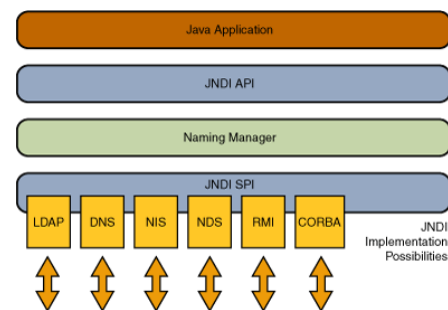 Java Application
JNDI API
Naming Manager
JNDI SPI
LDAP DNS NIS NDS RMI CORBA
JNDI
Implementation
Possibilities